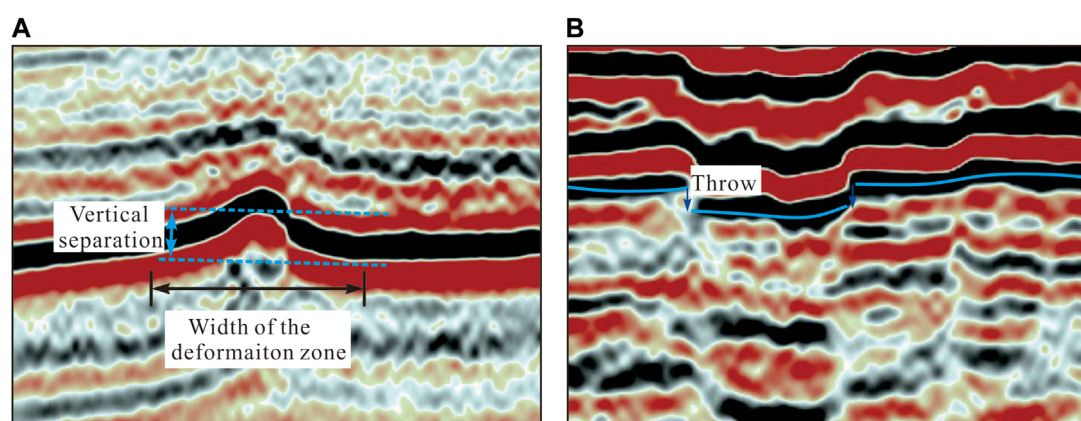 A
B
Vertical
separation
Throw
Width of the
deformaiton zone